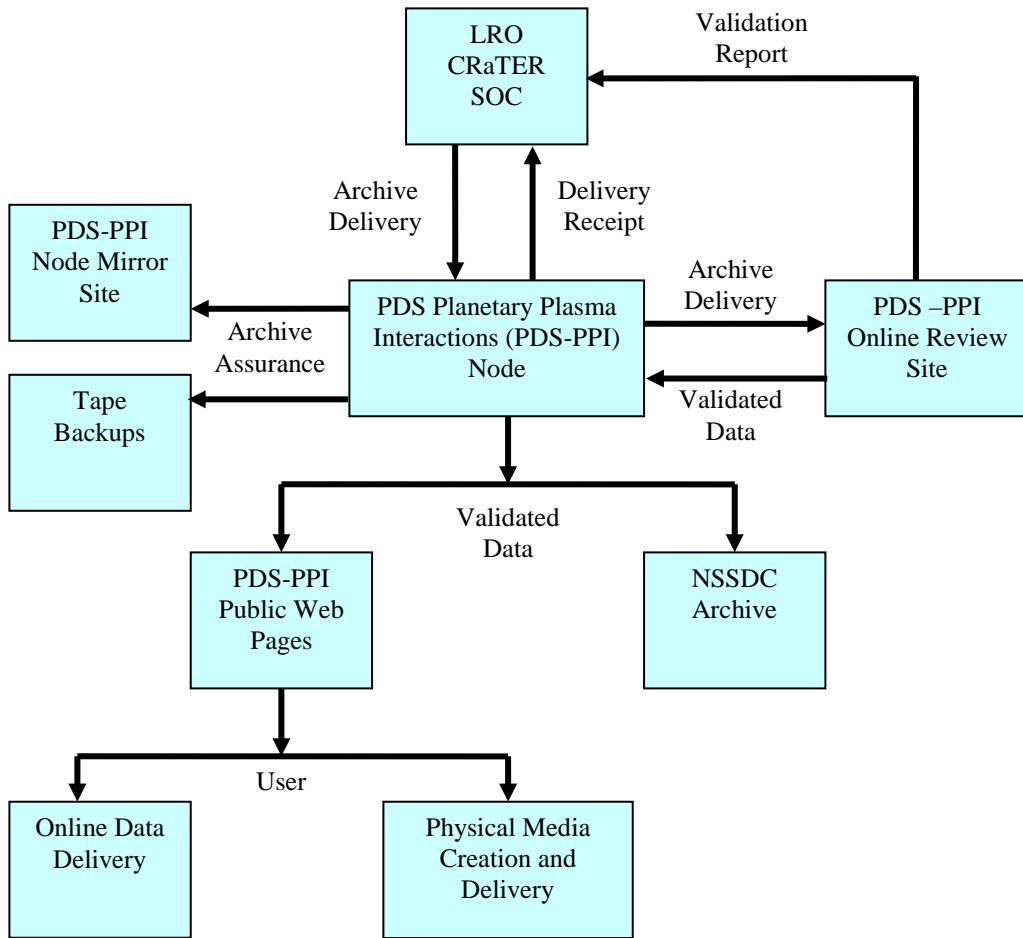 LRO
CRaTER
SOC
Validation
Report
Archive
Delivery
Delivery
Receipt
PDS-PPI
Node Mirror
Site
Archive
Assurance
PDS Planetary Plasma
Interactions (PDS-PPI)
Node
Archive
Delivery
PDS –PPI
Online Review
Site
Validated
Data
Tape
Backups
Validated
Data
PDS-PPI
Public Web
Pages
NSSDC
Archive
User
Online Data
Delivery
Physical Media
Creation and
Delivery